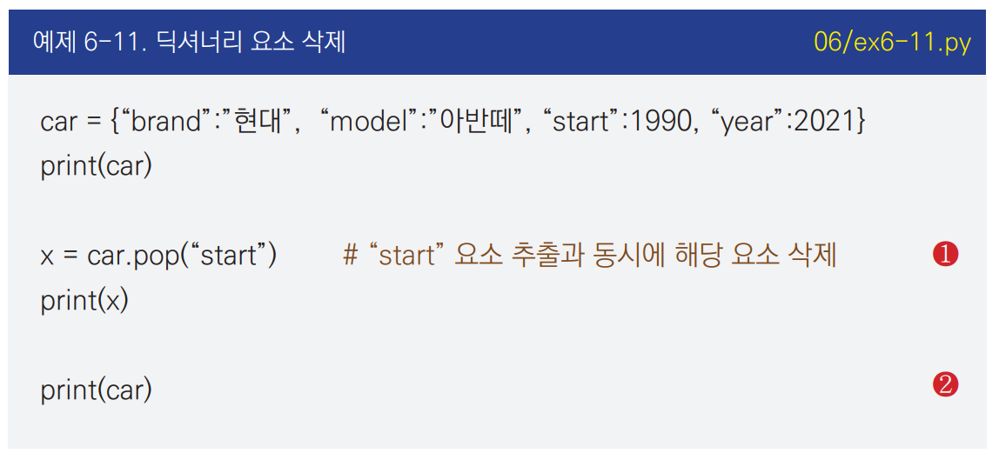 예제 6-11. 딕셔너리 요소 삭제 06/ex6-11.py
car = {“brand”:”현대”, “model”:”아반떼”, “start”:1990, “year”:2021}
print(car)
x = car.pop(“start”) # “start” 요소 추출과 동시에 해당 요소 삭제 ❶
print(x)
print(car) ❷